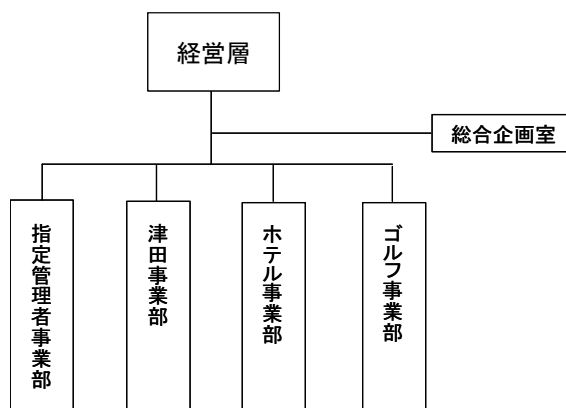 経営層
総合企画室
指定管理者事業部
津田事業部
ホテル事業部
ゴルフ事業部